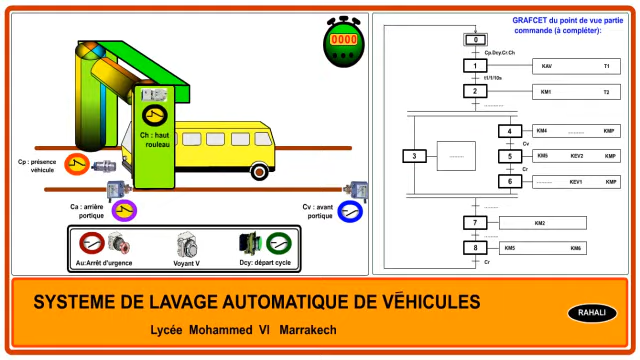 0000
GRAFCET du point de vue partie
commande (à compléter):
0
Cp.Dcy.Cr.Ch
1
KAV T1
t1/1/10s
2
KM1 T2
..........
Ch : haut
rouleau
Cp : présence
véhicule
4
KM4 ......... KMP
Cv
3
........
5
KM5 KEV2 KMP
Cr
6
......... KEV1 KMP
Ca : arrière
portique
Cv : avant
portique
........
7
KM2
........
8
KM5 KM6
Cr
Au:Arrêt d'urgence
Voyant V
Dcy: départ cycle
SYSTEME DE LAVAGE AUTOMATIQUE DE VÉHICULES
Lycée Mohammed VI Marrakech
RAHALI